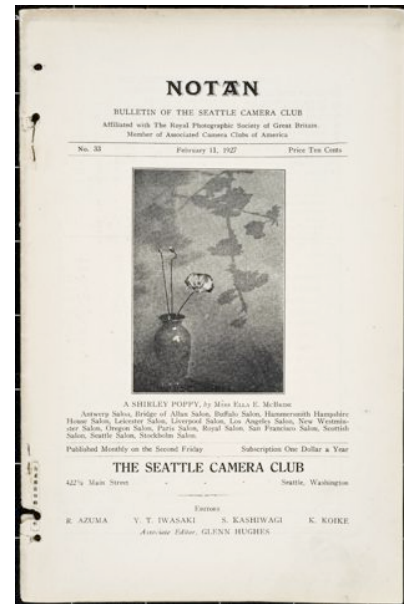 NOTAN
BULLETIN OF THE SEATTLE CAMERA CLUB
Affiliated with The Royal Photographic Society of Great Britain.
Member of Associated Camera Clubs of America
No. 33 February 11, 1927 Price Ten Cents
A SHIRLEY POPPY, by Miss Ella E. McBride
Antwerp Salon, Bridge of Allan Salon, Buffalo Salon, Hammersmith Hampshire
House Salon, Leicester Salon, Liverpool Salon, Los Angeles Salon, New Westmin-
ster Salon, Oregon Salon, Paris Salon, Royal Salon, San Francisco Salon, Scottish
Salon, Seattle Salon, Stockholm Salon.
Published Monthly on the Second Friday Subscription One Dollar a Year
THE SEATTLE CAMERA CLUB
422½ Main Street - - - Seattle, Washington
Editors
R. AZUMA Y. T. IWASAKI S. KASHIWAGI K. KOIKE
Associate Editor, GLENN HUGHES